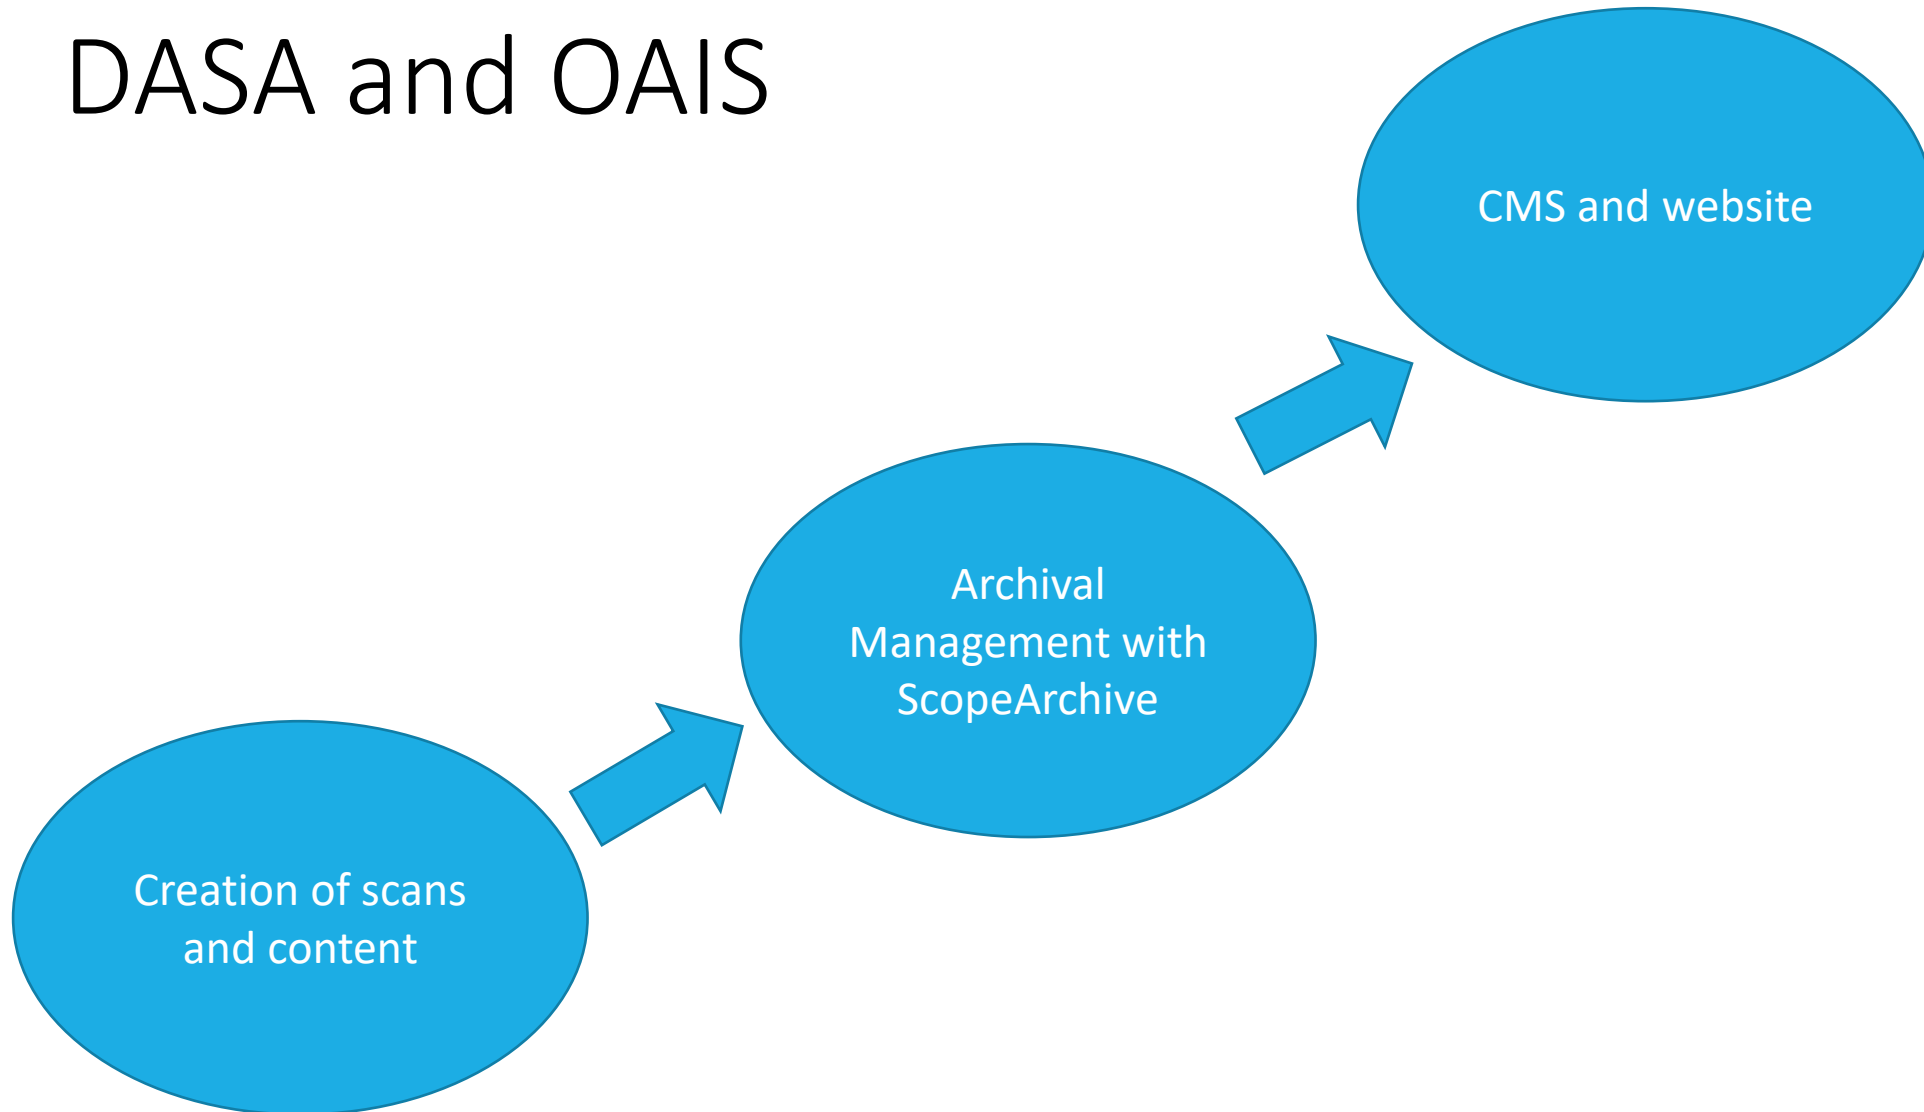 DASA and OAIS
CMS and website
Archival
Management with
ScopeArchive
Creation of scans
and content